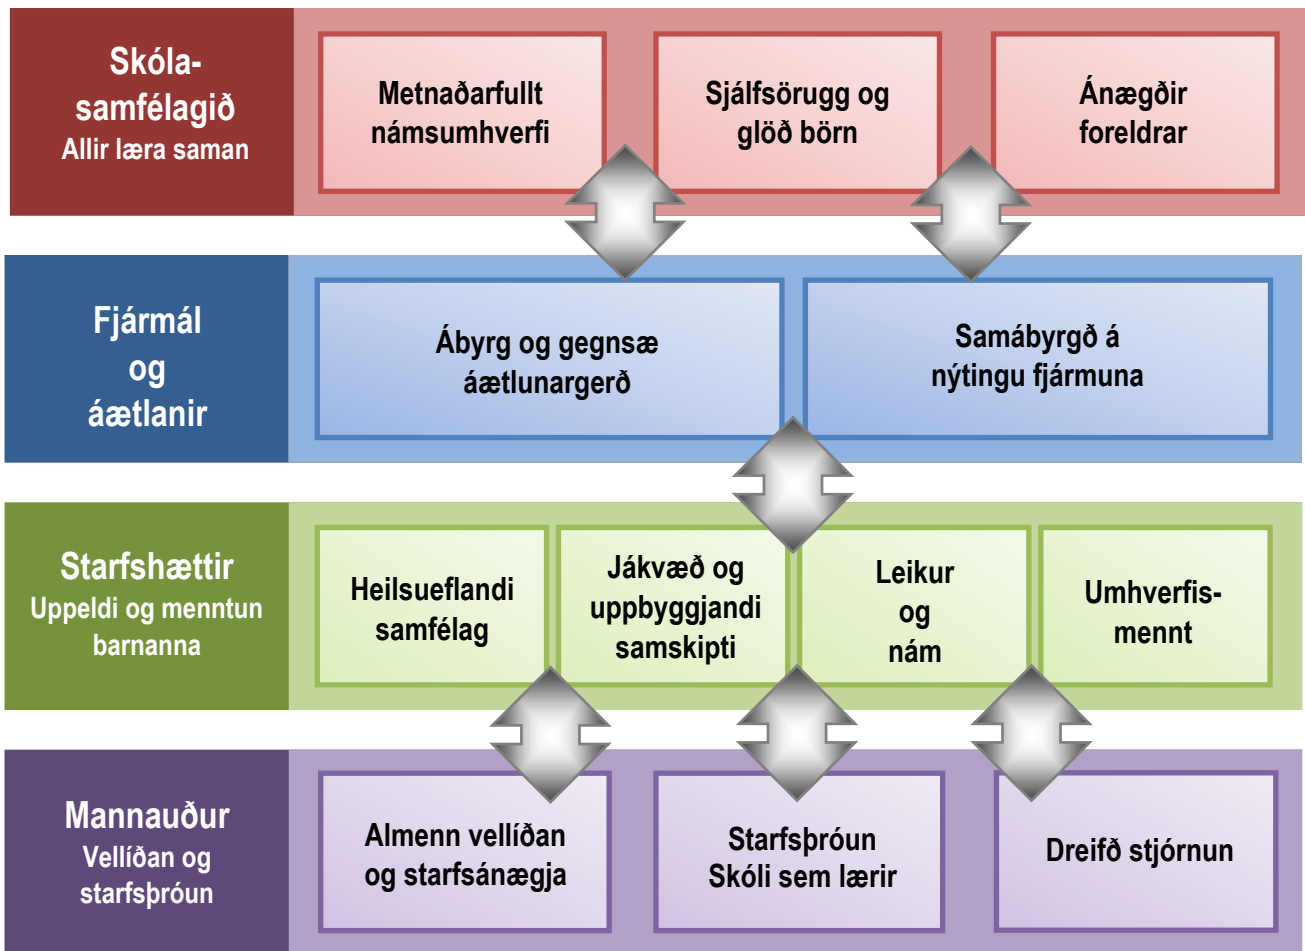 Skóla-
samfélagið
Allir læra saman
Metnaðarfullt
námsumhverfi
Sjálfsörugg og
glöð börn
Ánægðir
foreldrar
Fjármál
og
áætlanir
Ábyrg og gegnsæ
áætlunargerð
Samábyrgð á
nýtingu fjármuna
Starfshættir
Uppeldi og menntun
barnanna
Heilsueflandi
samfélag
Jákvæð og
uppbyggjandi
samskipti
Leikur
og
nám
Umhverfis-
mennt
Mannauður
Vellíðan og
starfsþróun
Almenn vellíðan
og starfsánægja
Starfsþróun
Skóli sem lærir
Dreifð stjórnun